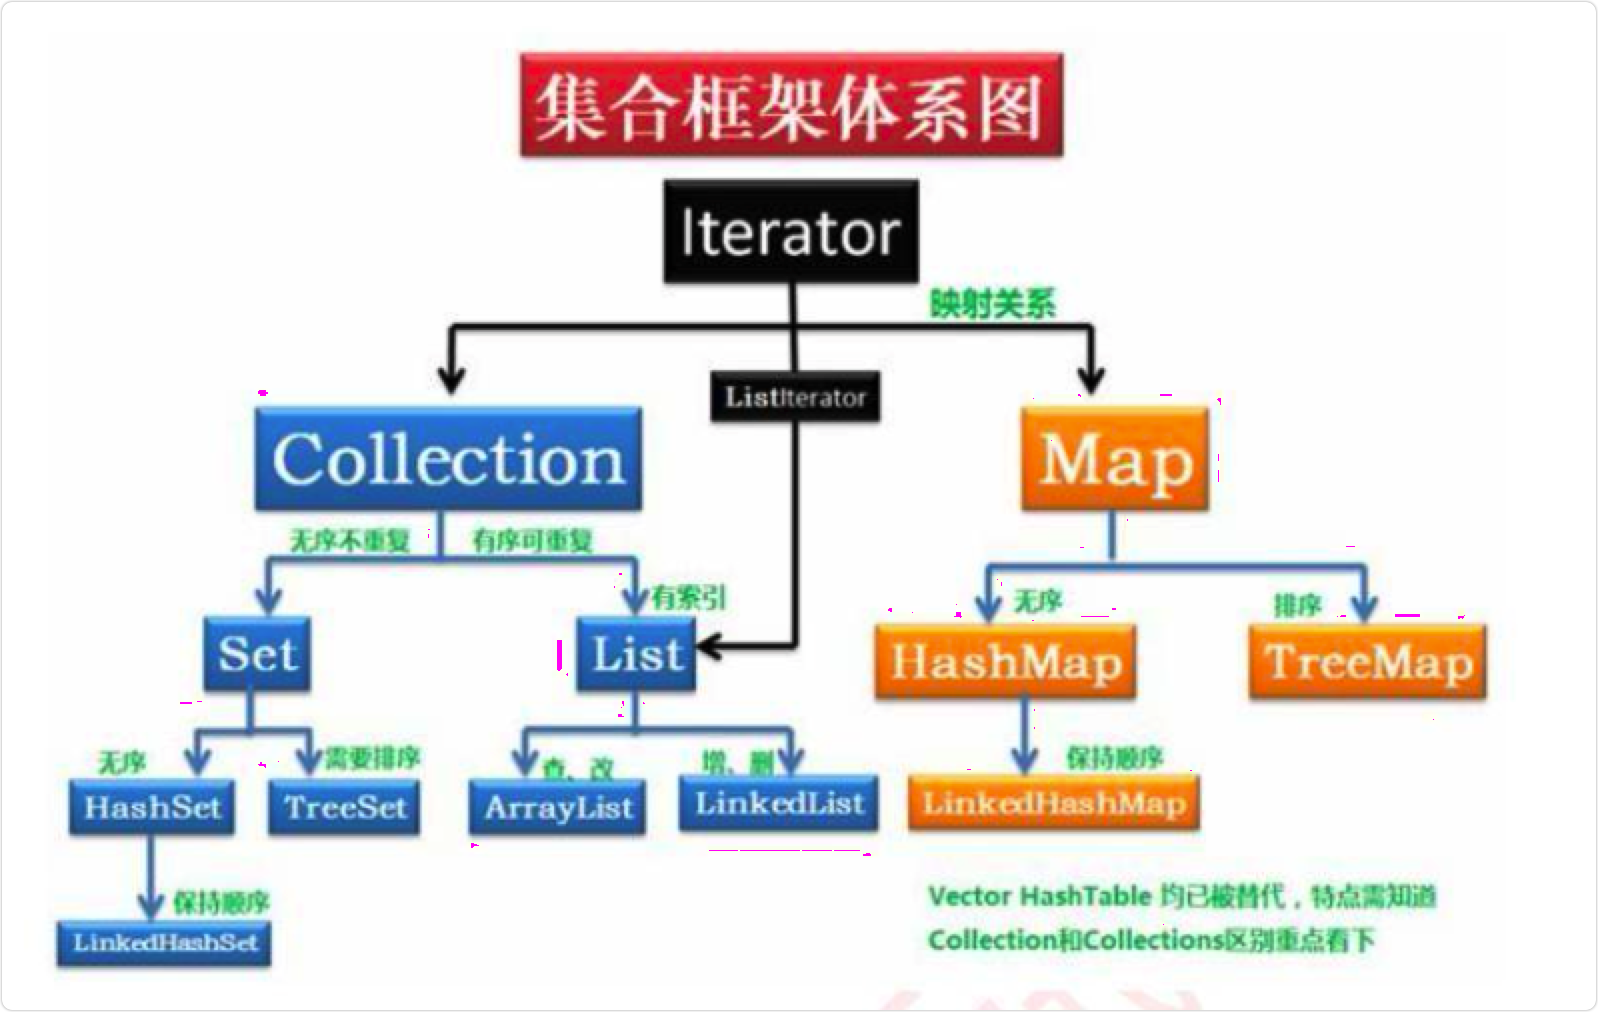 集合框架体系图
Iterator
映射关系
ListIterator
Collection
Map
无序不重复
有序可重复
有索引
无序
排序
Set
List
HashMap
TreeMap
无序
需要排序
查、改
增、删
保持顺序
HashSet
TreeSet
ArrayList
LinkedList
LinkedHashMap
保持顺序
LinkedHashSet
Vector HashTable 均已被替代，特点需知道
Collection和Collections区别重点看下